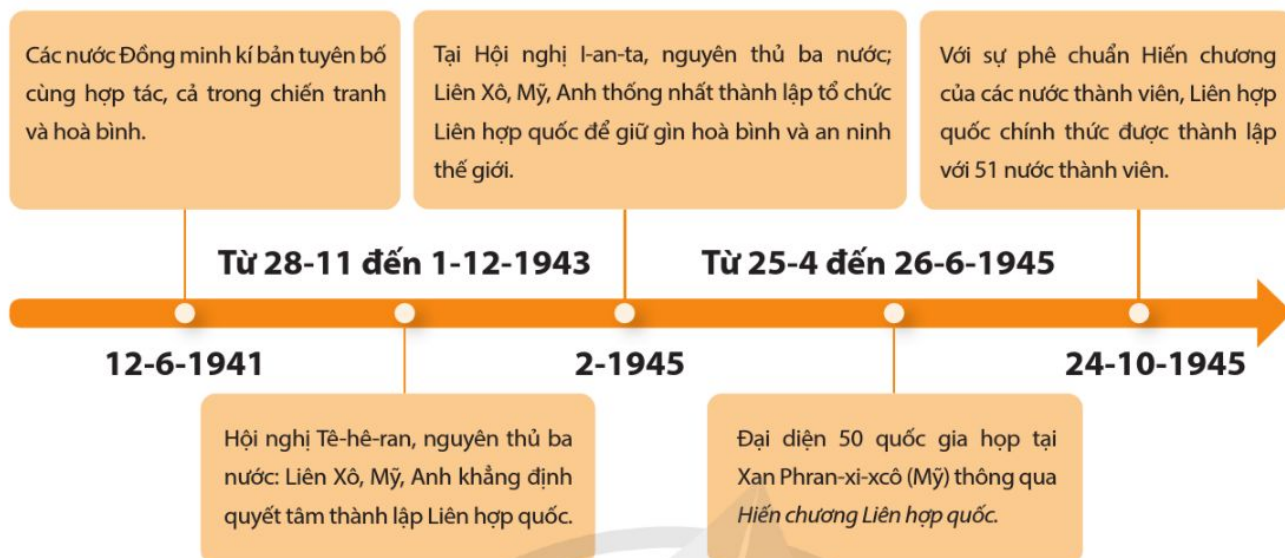 Các nước Đồng minh kí bản tuyên bố
cùng hợp tác, cả trong chiến tranh
và hoà bình.
Tại Hội nghị I-an-ta, nguyên thủ ba nước;
Liên Xô, Mỹ, Anh thống nhất thành lập tổ chức
Liên hợp quốc để giữ gìn hoà bình và an ninh
thế giới.
Với sự phê chuẩn Hiến chương
của các nước thành viên, Liên hợp
quốc chính thức được thành lập
với 51 nước thành viên.
Từ 28-11 đến 1-12-1943
Từ 25-4 đến 26-6-1945
12-6-1941
2-1945
24-10-1945
Hội nghị Tê-hê-ran, nguyên thủ ba
nước: Liên Xô, Mỹ, Anh khẳng định
quyết tâm thành lập Liên hợp quốc.
Đại diện 50 quốc gia họp tại
Xan Phran-xi-xcô (Mỹ) thông qua
Hiến chương Liên hợp quốc.